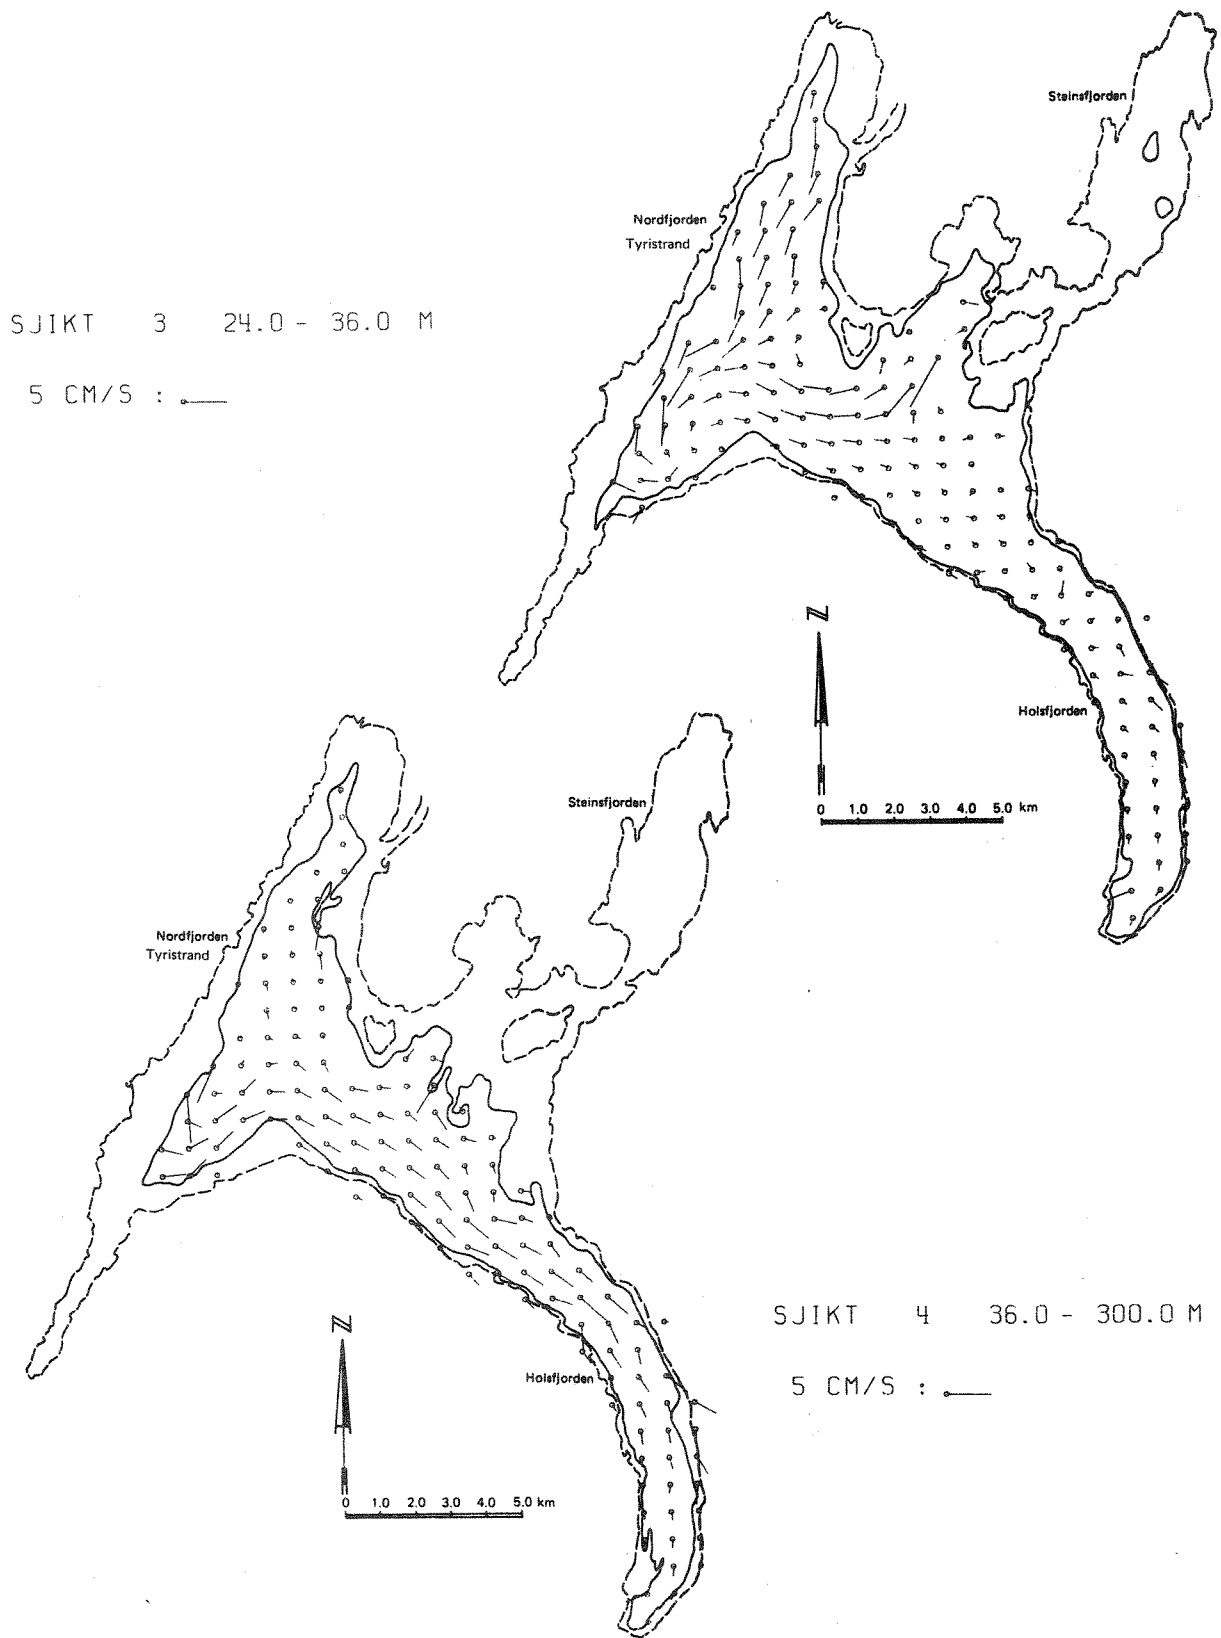 Steinsfjorden
Nordfjorden
Tyristrand
SJIKT 3 24.0 - 36.0 M
5 CM/S :
N
Holsfjorden
0 1.0 2.0 3.0 4.0 5.0 km
Steinsfjorden
Nordfjorden
Tyristrand
SJIKT 4 36.0 - 300.0 M
5 CM/S :
N
Holsfjorden
0 1.0 2.0 3.0 4.0 5.0 km